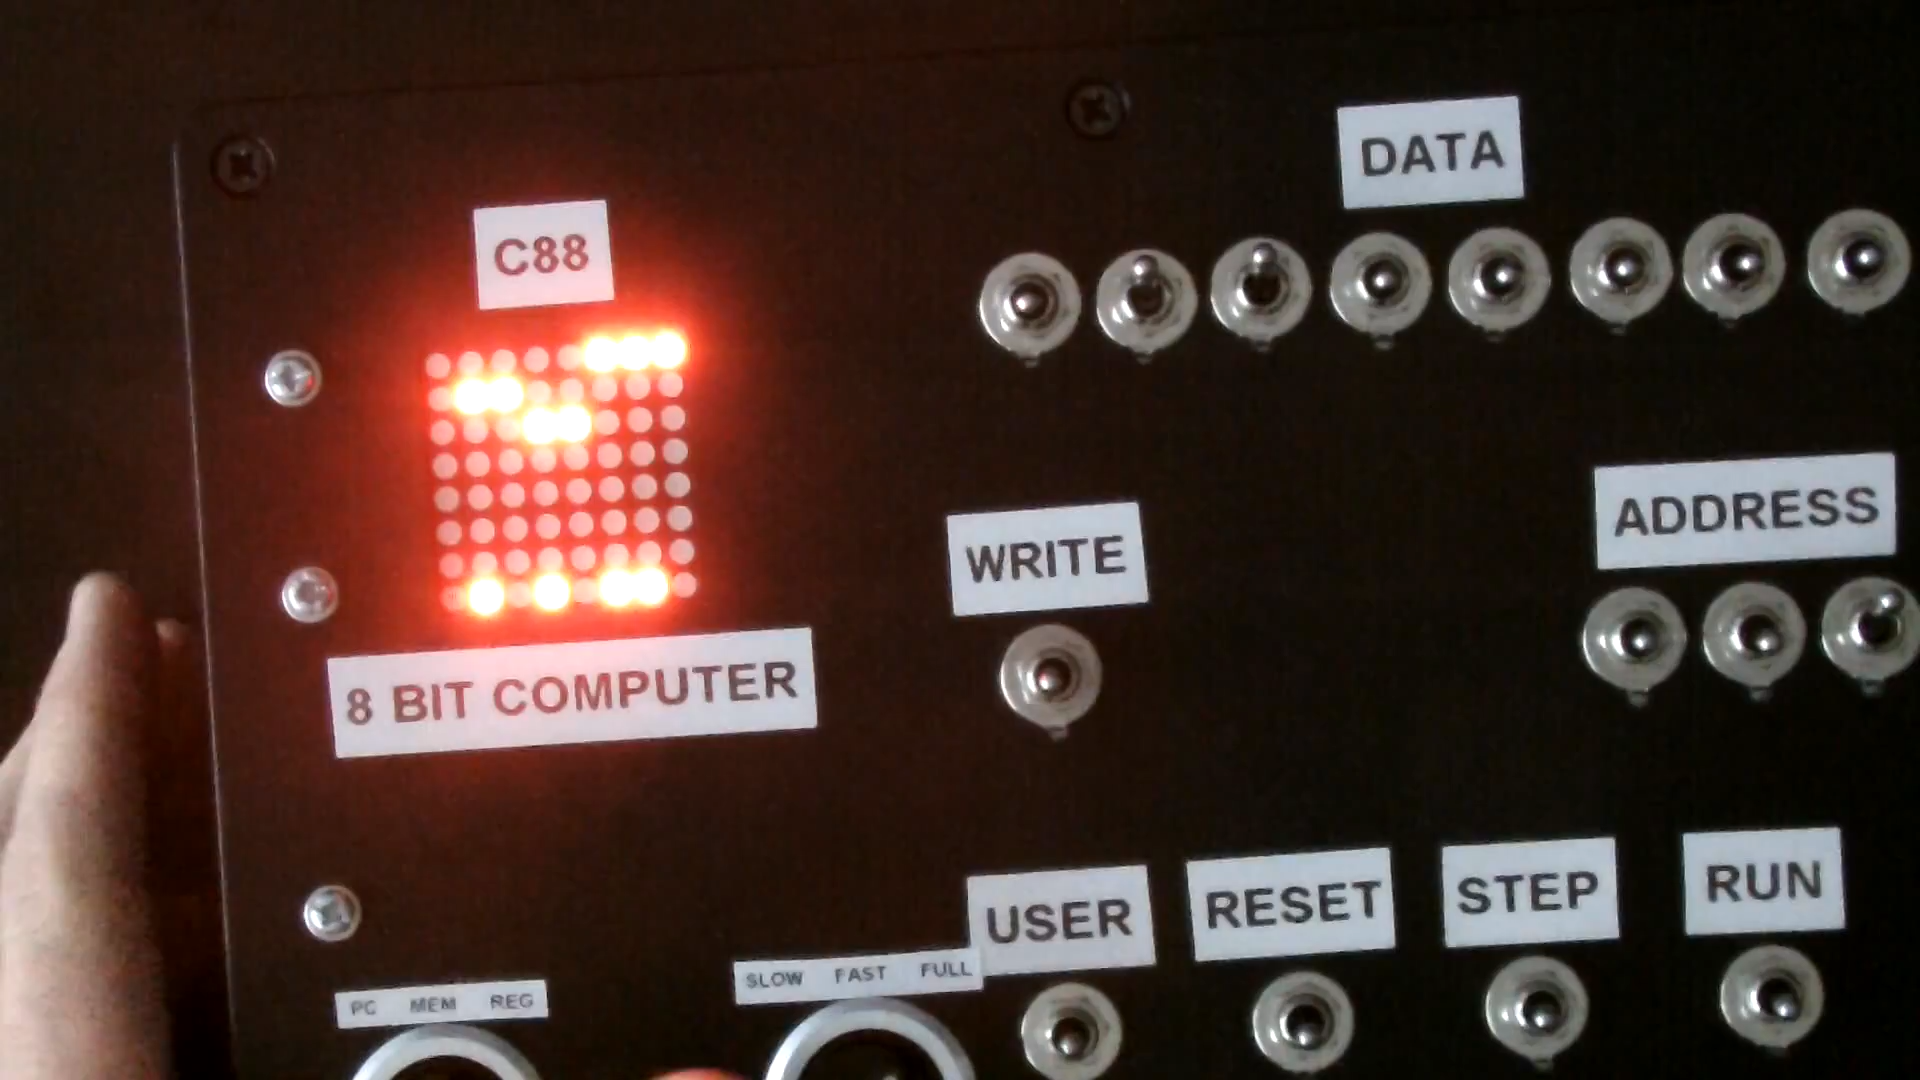 DATA
C88
ADDRESS
WRITE
8 BIT COMPUTER
USER
RESET
STEP
RUN
SLOW FAST FULL
PC MEM REG